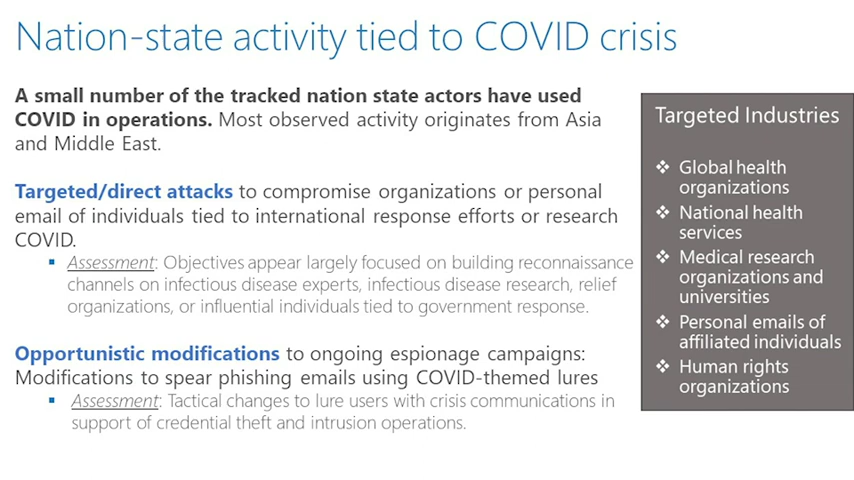 Nation-state activity tied to COVID crisis
A small number of the tracked nation state actors have used
COVID in operations. Most observed activity originates from Asia
and Middle East.
Targeted/direct attacks to compromise organizations or personal
email of individuals tied to international response efforts or research
COVID.
▪ Assessment: Objectives appear largely focused on building reconnaissance
channels on infectious disease experts, infectious disease research, relief
organizations, or influential individuals tied to government response.
Opportunistic modifications to ongoing espionage campaigns:
Modifications to spear phishing emails using COVID-themed lures
▪ Assessment: Tactical changes to lure users with crisis communications in
support of credential theft and intrusion operations.
Targeted Industries
❖ Global health
organizations
❖ National health
services
❖ Medical research
organizations and
universities
❖ Personal emails of
affiliated individuals
❖ Human rights
organizations